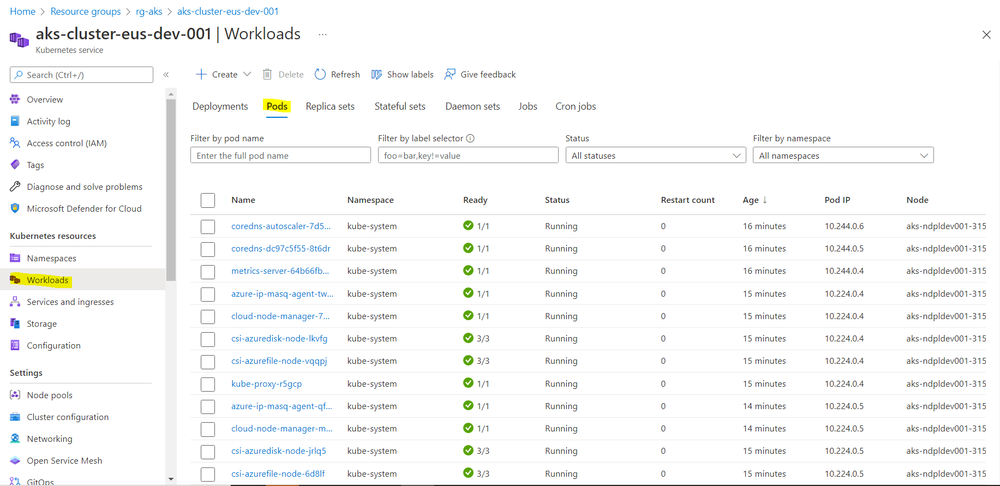 Home > Resource groups > rg-aks > aks-cluster-eus-dev-001
aks-cluster-eus-dev-001 | Workloads ...
Kubernetes service
Search (Ctrl+/) «
Create Delete Refresh Show labels Give feedback
Overview
Activity log
Access control (IAM)
Tags
Diagnose and solve problems
Microsoft Defender for Cloud
Kubernetes resources
Namespaces
Workloads
Services and ingresses
Storage
Configuration
Settings
Node pools
Cluster configuration
Networking
Open Service Mesh
GitOps
Deployments Pods Replica sets Stateful sets Daemon sets Jobs Cron jobs
Filter by pod name Filter by label selector Status Filter by namespace
Enter the full pod name foo=bar,key!=value All statuses All namespaces
Name Namespace Ready Status Restart count Age ↓ Pod IP Node
coredns-autoscaler-7d5... kube-system 1/1 Running 0 16 minutes 10.244.0.6 aks-ndpldev001-315
coredns-dc97c5f55-8t6dr kube-system 1/1 Running 0 16 minutes 10.244.0.5 aks-ndpldev001-315
metrics-server-64b66fb... kube-system 1/1 Running 0 16 minutes 10.244.0.4 aks-ndpldev001-315
azure-ip-masq-agent-tw... kube-system 1/1 Running 0 15 minutes 10.224.0.4 aks-ndpldev001-315
cloud-node-manager-7... kube-system 1/1 Running 0 15 minutes 10.224.0.4 aks-ndpldev001-315
csi-azuredisk-node-lkvfg kube-system 3/3 Running 0 15 minutes 10.224.0.4 aks-ndpldev001-315
csi-azurefile-node-vqqpj kube-system 3/3 Running 0 15 minutes 10.224.0.4 aks-ndpldev001-315
kube-proxy-r5gcp kube-system 1/1 Running 0 15 minutes 10.224.0.4 aks-ndpldev001-315
azure-ip-masq-agent-qf... kube-system 1/1 Running 0 14 minutes 10.224.0.5 aks-ndpldev001-315
cloud-node-manager-m... kube-system 1/1 Running 0 14 minutes 10.224.0.5 aks-ndpldev001-315
csi-azuredisk-node-jrlq5 kube-system 3/3 Running 0 15 minutes 10.224.0.5 aks-ndpldev001-315
csi-azurefile-node-6d8lf kube-system 3/3 Running 0 15 minutes 10.224.0.5 aks-ndpldev001-315